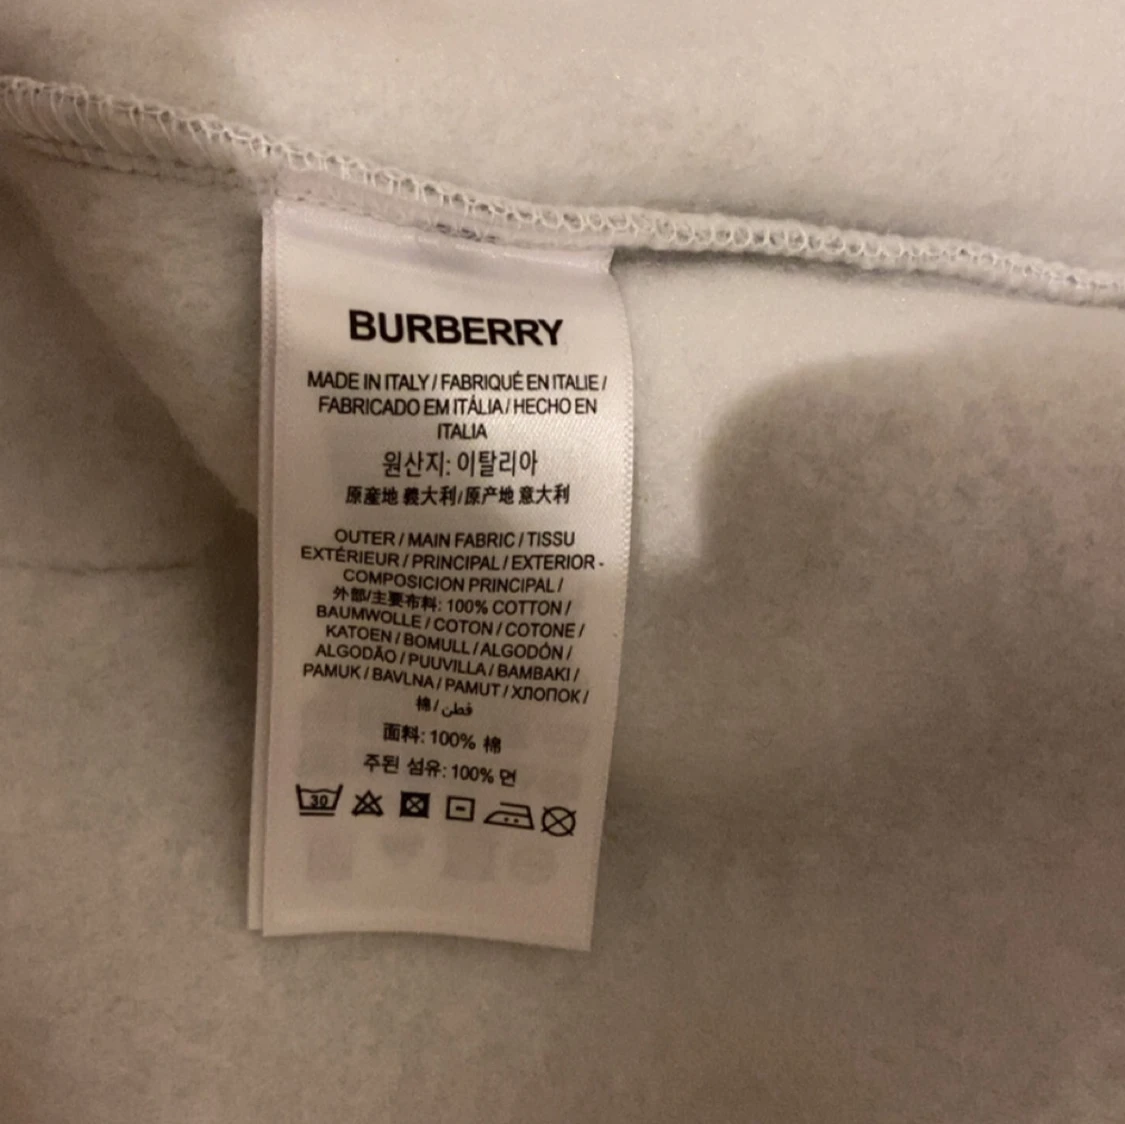 BURBERRY
MADE IN ITALY / FABRIQUÉ EN ITALIE /
FABRICADO EM ITÁLIA / HECHO EN
ITALIA
원산지: 이탈리아
原産地 義大利/原产地 意大利
OUTER / MAIN FABRIC / TISSU
EXTÉRIEUR / PRINCIPAL / EXTERIOR -
COMPOSICION PRINCIPAL /
外部/主要布料: 100% COTTON /
BAUMWOLLE / COTON / COTONE /
KATOEN / BOMULL / ALGODÓN /
ALGODÃO / PUUVILLA / BAMBAKI /
PAMUK / BAVLNA / PAMUT / ХЛОПОК /
棉 / قطن
面料: 100% 棉
주된 섬유: 100% 면
30